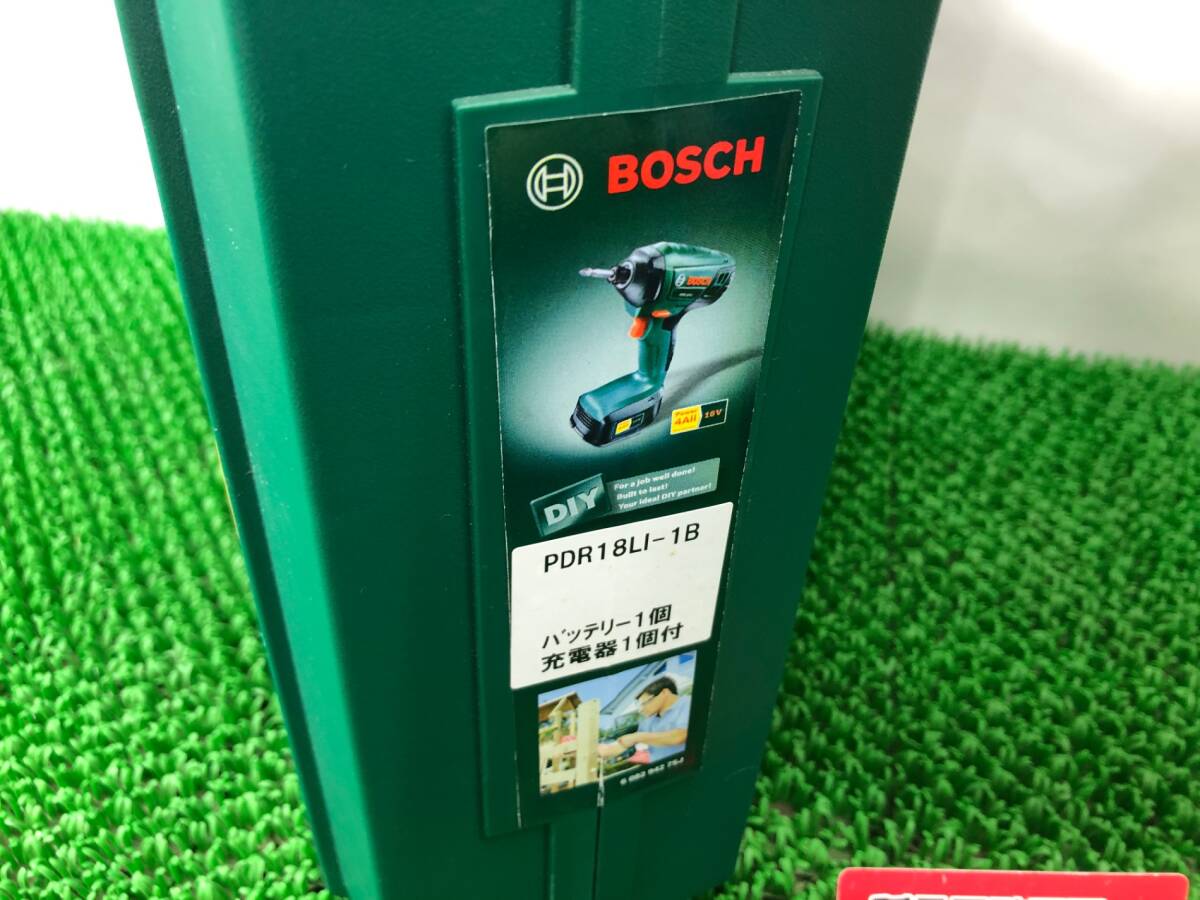 BOSCH
BOSCH
Power
4All
18V
DIY
For a job well done!
Built to last!
Your ideal DIY partner!
PDR18LI-1B
バッテリー1個
充電器1個付